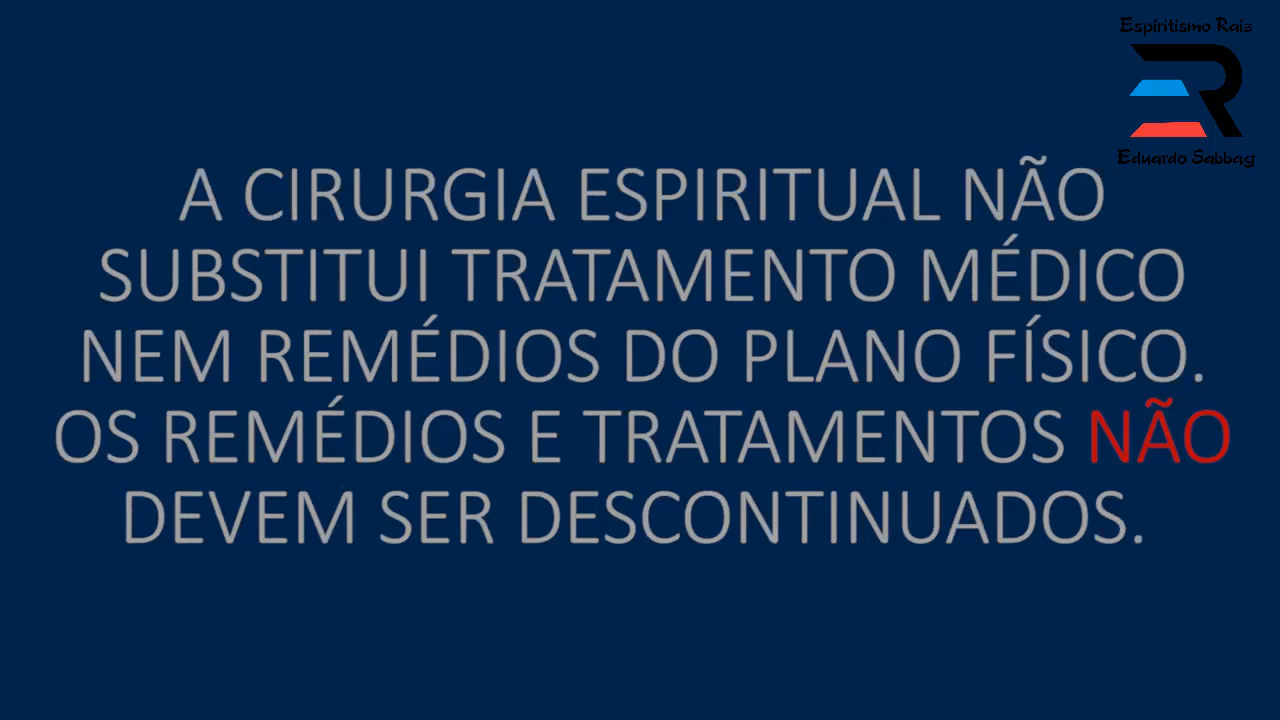 Espiritismo Raiz
ER
Eduardo Sabbag
A CIRURGIA ESPIRITUAL NÃO
SUBSTITUI TRATAMENTO MÉDICO
NEM REMÉDIOS DO PLANO FÍSICO.
OS REMÉDIOS E TRATAMENTOS NÃO
DEVEM SER DESCONTINUADOS.